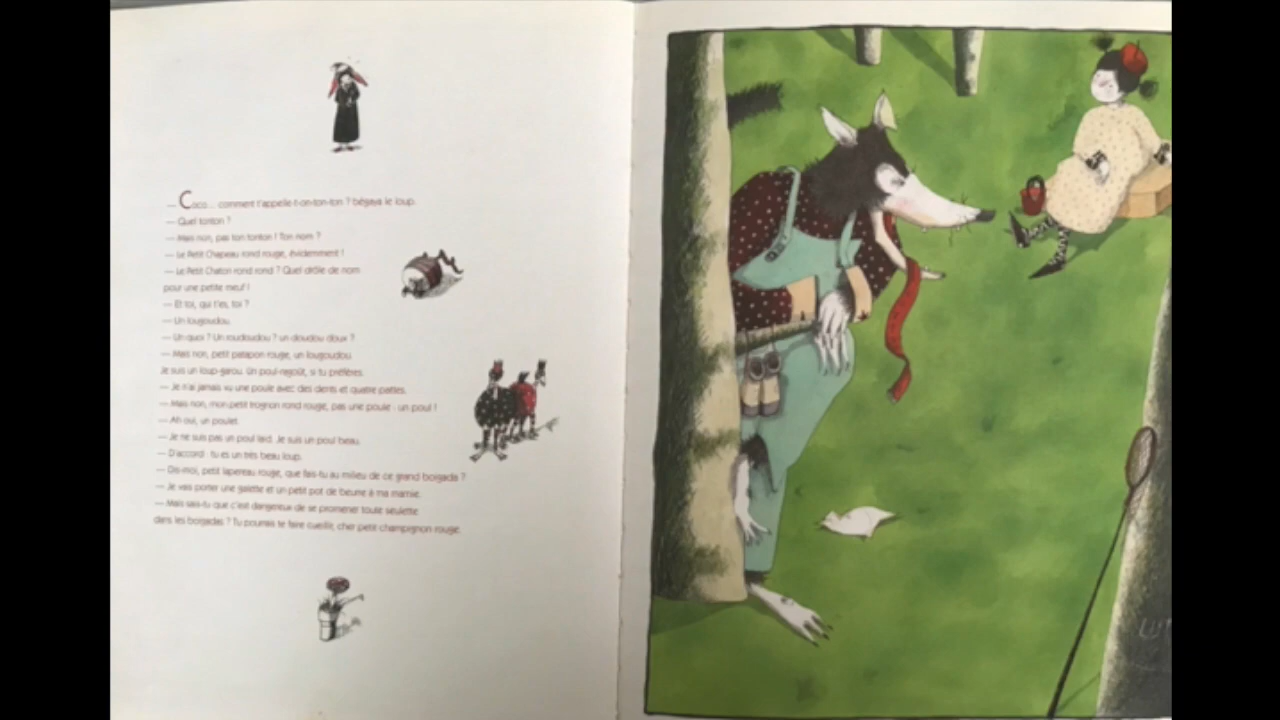 — Coco... comment t'appelle-t-on-ton-ton ? bégaya le loup.
— Quel tonton ?
— Mais non, pas ton tonton ! Ton nom ?
— Le Petit Chapeau rond rouge, évidemment !
— Le Petit Chaton rond rond ? Quel drôle de nom
pour une petite meuf !
— Et toi, qui t'es, toi ?
— Un lougoudou.
— Un quoi ? Un roudoudou ? un doudou doux ?
— Mais non, petit patapon rouge, un lougoudou.
Je suis un loup-garou. Un poul-ragoût, si tu préfères.
— Je n'ai jamais vu une poule avec des dents et quatre pattes.
— Mais non, mon petit trognon rond rouge, pas une poule : un poul !
— Ah oui, un poulet.
— Je ne suis pas un poul laid. Je suis un poul beau.
— D'accord : tu es un très beau loup.
— Dis-moi, petit lapereau rouge, que fais-tu au milieu de ce grand boigada ?
— Je vais porter une galette et un petit pot de beurre à ma mamie.
— Mais sais-tu que c'est dangereux de se promener toute seulette
dans les boigadas ? Tu pourrais te faire cueillir, cher petit champignon rouge.